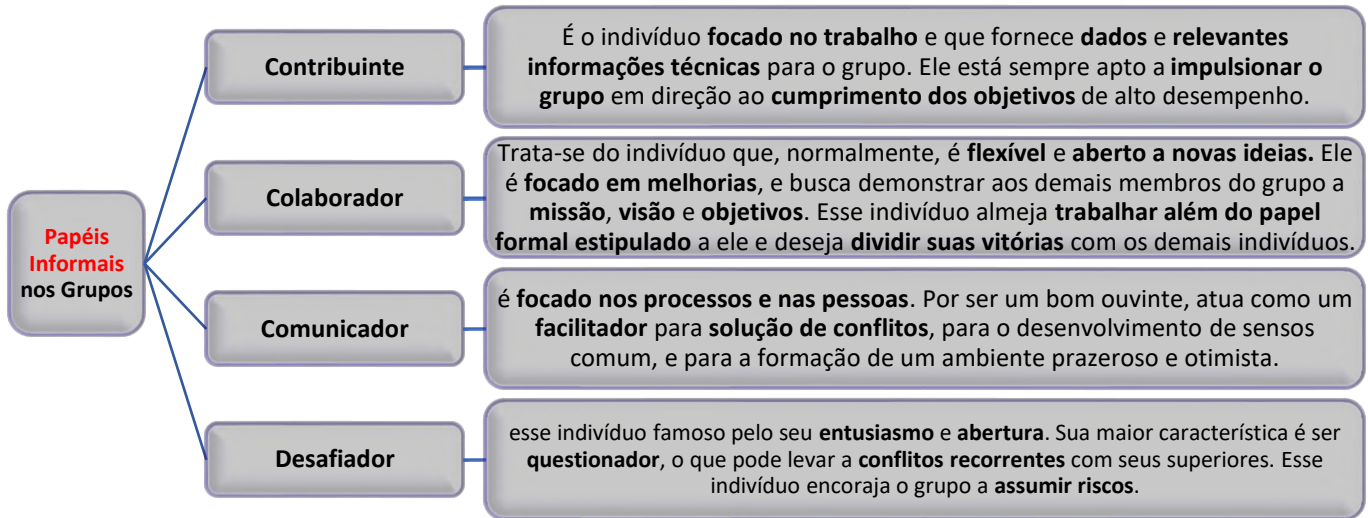 Papéis
Informais
nos Grupos
Contribuinte
É o indivíduo focado no trabalho e que fornece dados e relevantes
informações técnicas para o grupo. Ele está sempre apto a impulsionar o
grupo em direção ao cumprimento dos objetivos de alto desempenho.
Colaborador
Trata-se do indivíduo que, normalmente, é flexível e aberto a novas ideias. Ele
é focado em melhorias, e busca demonstrar aos demais membros do grupo a
missão, visão e objetivos. Esse indivíduo almeja trabalhar além do papel
formal estipulado a ele e deseja dividir suas vitórias com os demais indivíduos.
Comunicador
é focado nos processos e nas pessoas. Por ser um bom ouvinte, atua como um
facilitador para solução de conflitos, para o desenvolvimento de sensos
comum, e para a formação de um ambiente prazeroso e otimista.
Desafiador
esse indivíduo famoso pelo seu entusiasmo e abertura. Sua maior característica é ser
questionador, o que pode levar a conflitos recorrentes com seus superiores. Esse
indivíduo encoraja o grupo a assumir riscos.